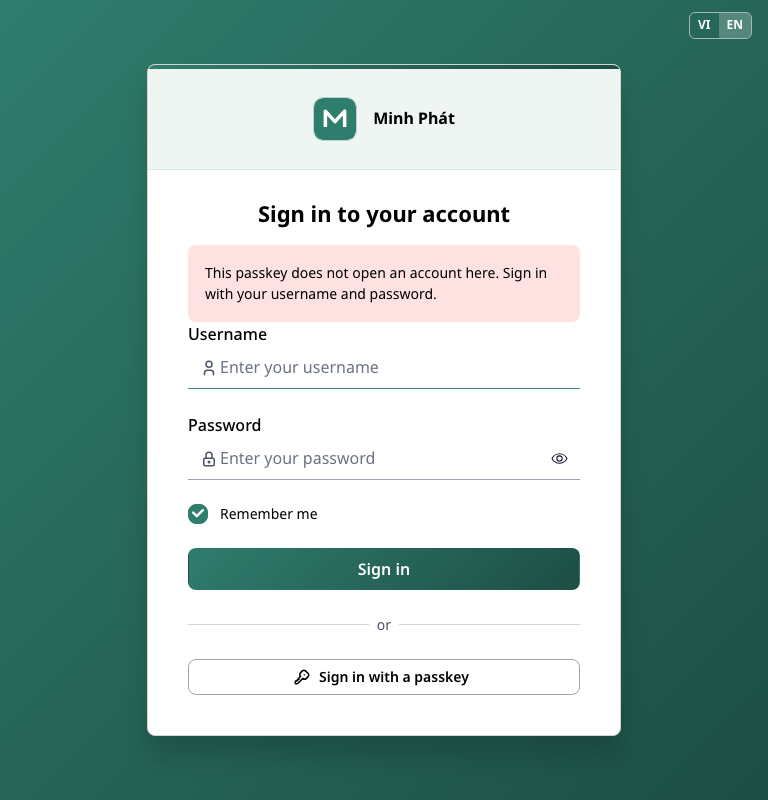 VI EN
Minh Phát
Sign in to your account
This passkey does not open an account here. Sign in
with your username and password.
Username
Enter your username
Password
Enter your password
Remember me
Sign in
or
Sign in with a passkey